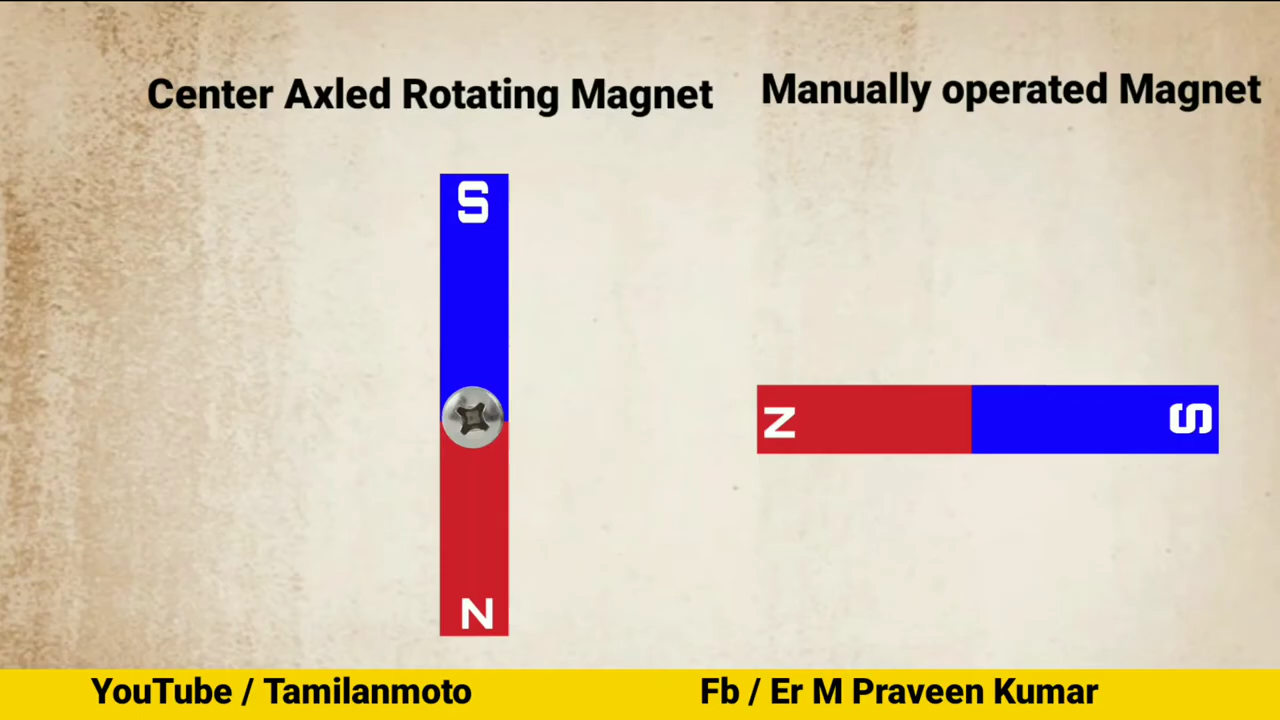 Center Axled Rotating Magnet
Manually operated Magnet
S
N
S
N
YouTube / Tamilanmoto
Fb / Er M Praveen Kumar